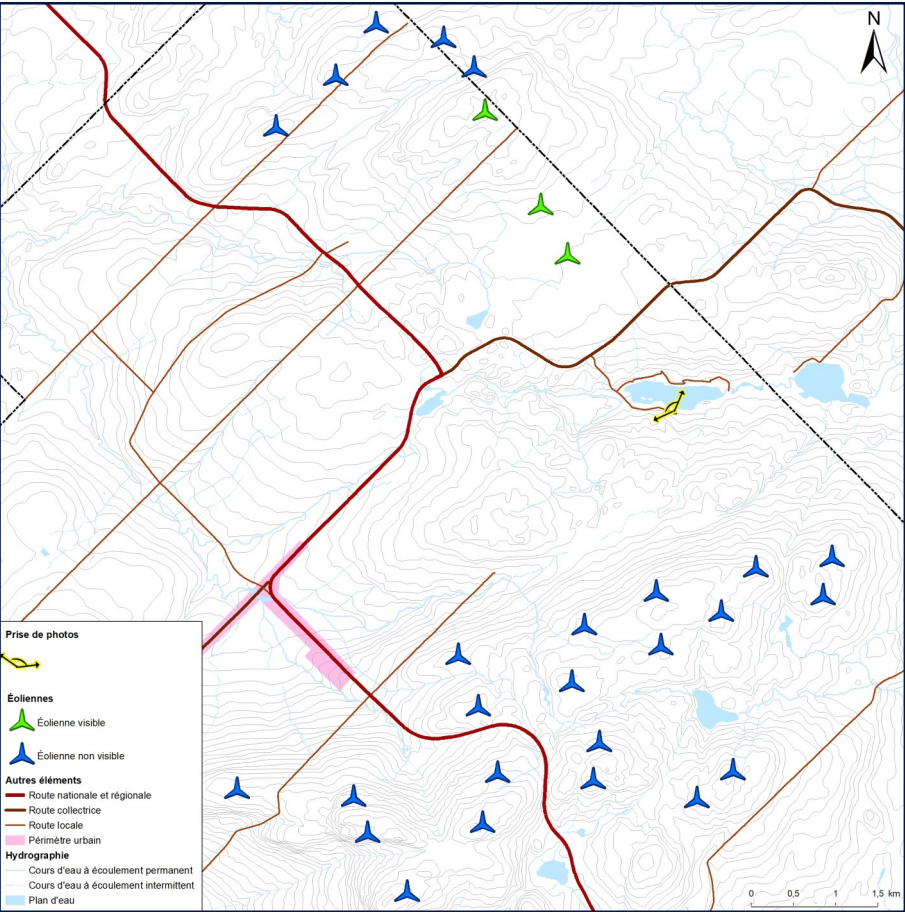 N
Prise de photos
Éoliennes
Éolienne visible
Éolienne non visible
Autres éléments
Route nationale et régionale
Route collectrice
Route locale
Périmètre urbain
Hydrographie
Cours d'eau à écoulement permanent
Cours d'eau à écoulement intermittent
Plan d'eau
0 0,5 1 1,5 km